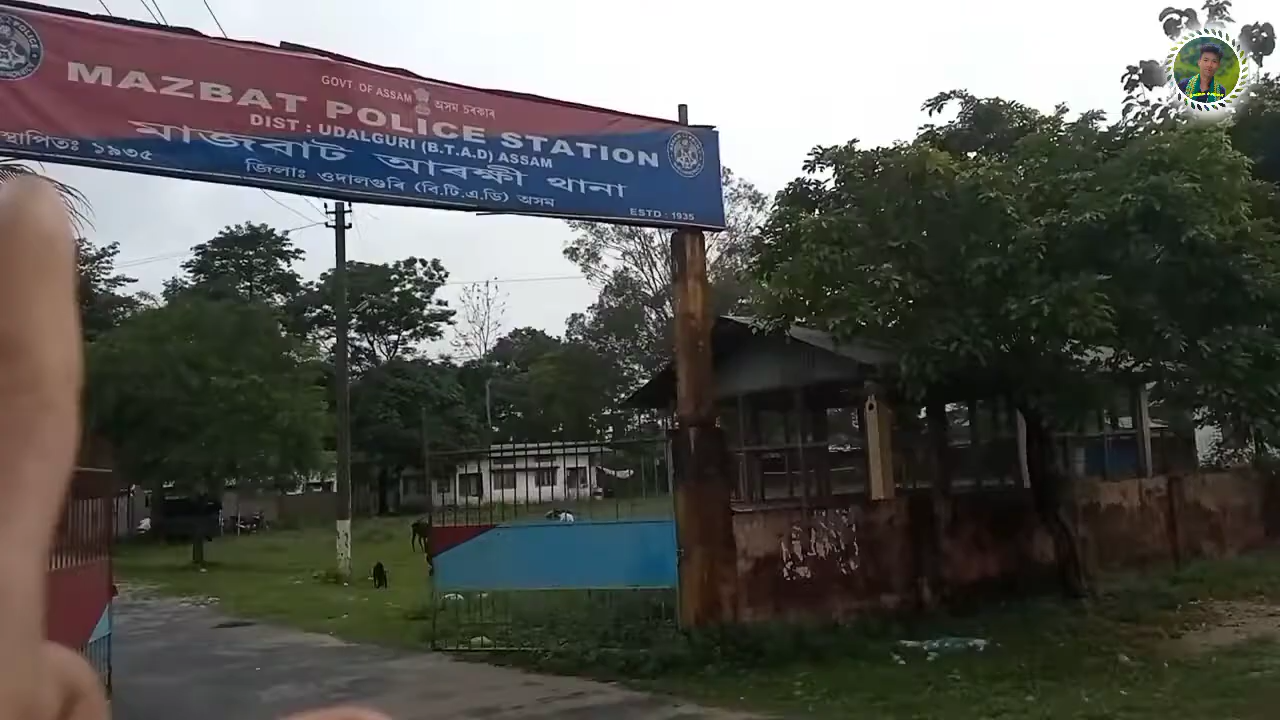 GOVT. OF ASSAM অসম চৰকাৰ
MAZBAT POLICE STATION
DIST : UDALGURI (B.T.A.D) ASSAM
স্থাপিতঃ ১৯৩৫
মাজবাট আৰক্ষী থানা
জিলাঃ ওদালগুৰি (বি.টি.এ.ডি) অসম
ESTD : 1935